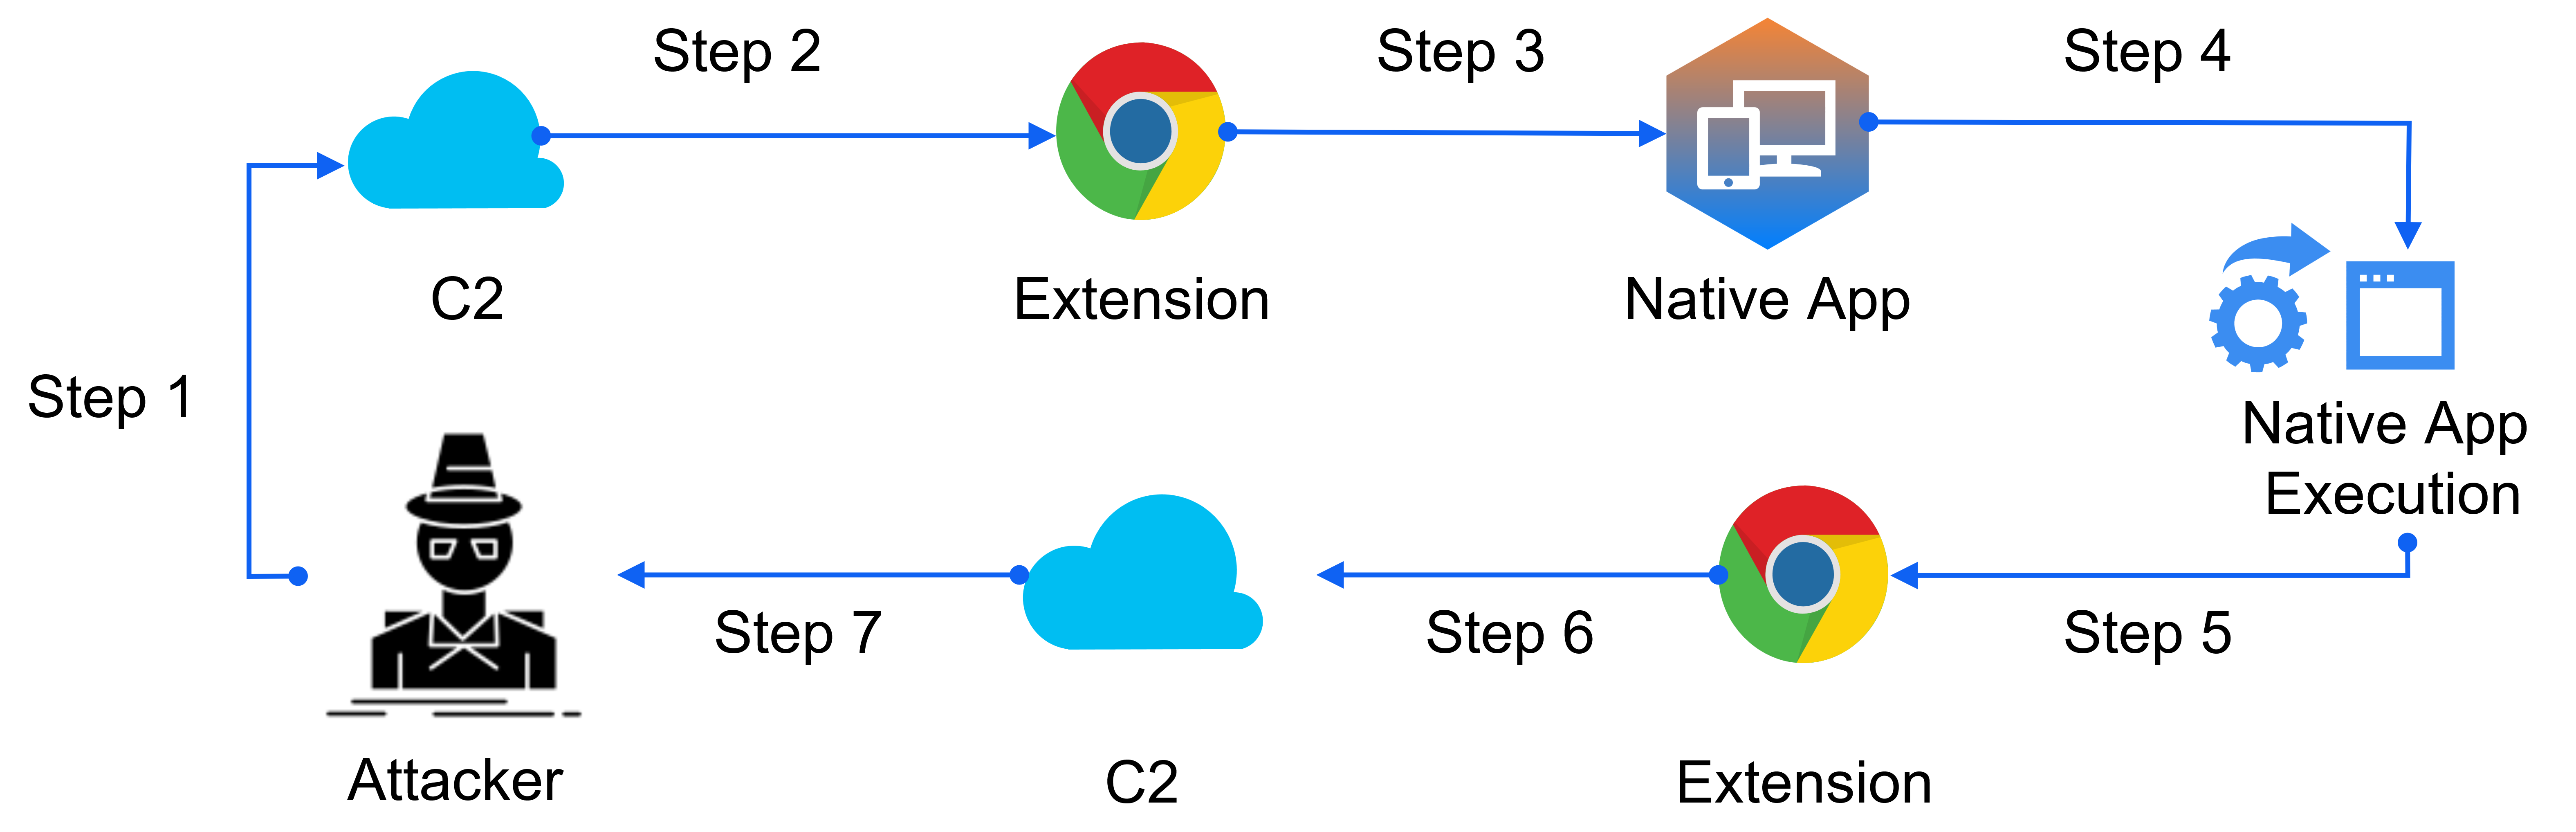 Step 2
Step 3
Step 4
C2
Extension
Native App
Step 1
Native App
Execution
Step 7
Step 6
Step 5
Attacker
C2
Extension